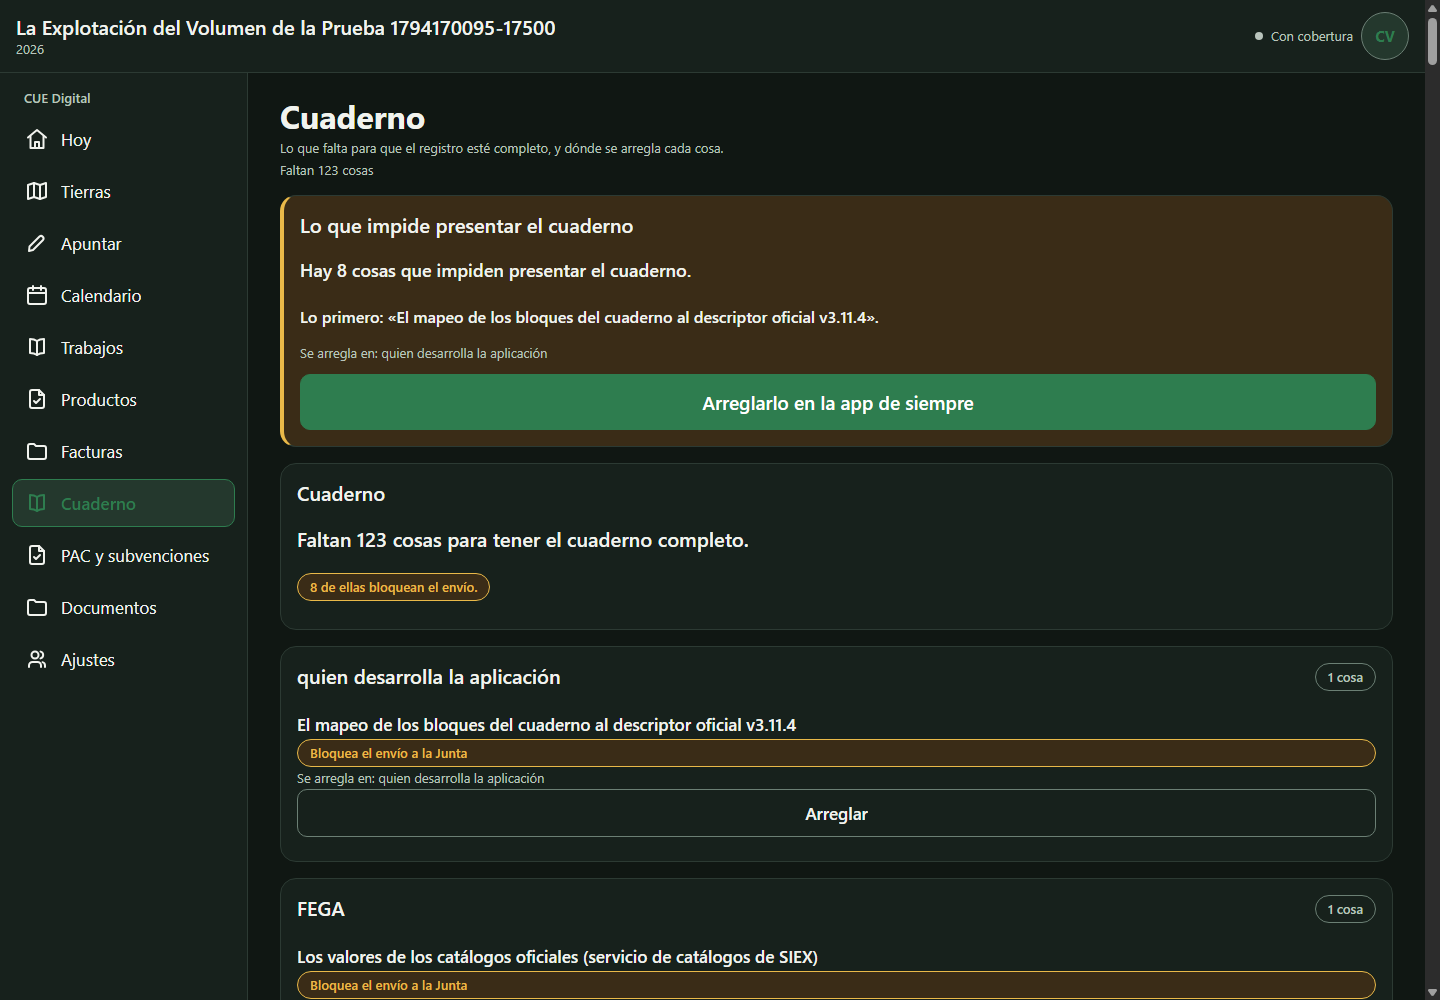 La Explotación del Volumen de la Prueba 1794170095-17500
2026
Con cobertura
CV
CUE Digital
Hoy
Tierras
Apuntar
Calendario
Trabajos
Productos
Facturas
Cuaderno
PAC y subvenciones
Documentos
Ajustes
Cuaderno
Lo que falta para que el registro esté completo, y dónde se arregla cada cosa.
Faltan 123 cosas
Lo que impide presentar el cuaderno
Hay 8 cosas que impiden presentar el cuaderno.
Lo primero: «El mapeo de los bloques del cuaderno al descriptor oficial v3.11.4».
Se arregla en: quien desarrolla la aplicación
Arreglarlo en la app de siempre
Cuaderno
Faltan 123 cosas para tener el cuaderno completo.
8 de ellas bloquean el envío.
quien desarrolla la aplicación
1 cosa
El mapeo de los bloques del cuaderno al descriptor oficial v3.11.4
Bloquea el envío a la Junta
Se arregla en: quien desarrolla la aplicación
Arreglar
FEGA
1 cosa
Los valores de los catálogos oficiales (servicio de catálogos de SIEX)
Bloquea el envío a la Junta